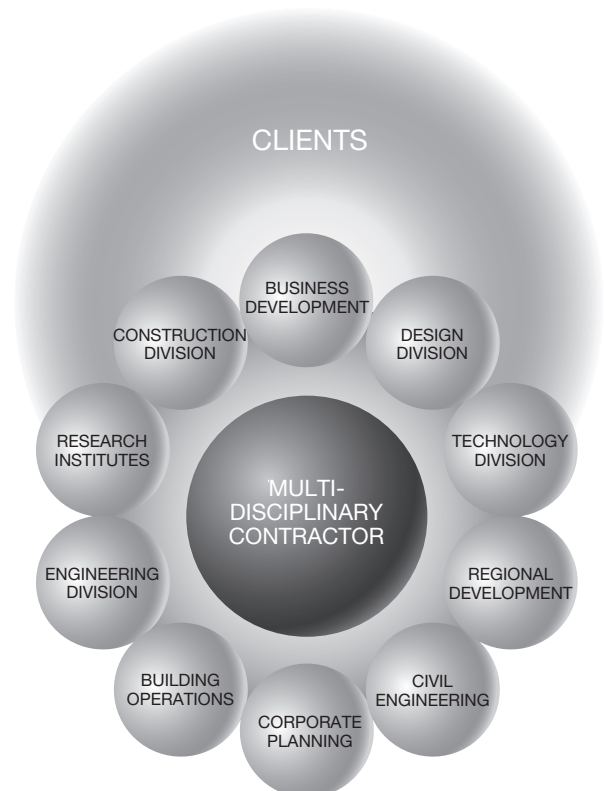 CLIENTS
BUSINESS
DEVELOPMENT
CONSTRUCTION
DIVISION
DESIGN
DIVISION
RESEARCH
INSTITUTES
TECHNOLOGY
DIVISION
MULTI-
DISCIPLINARY
CONTRACTOR
ENGINEERING
DIVISION
REGIONAL
DEVELOPMENT
BUILDING
OPERATIONS
CIVIL
ENGINEERING
CORPORATE
PLANNING